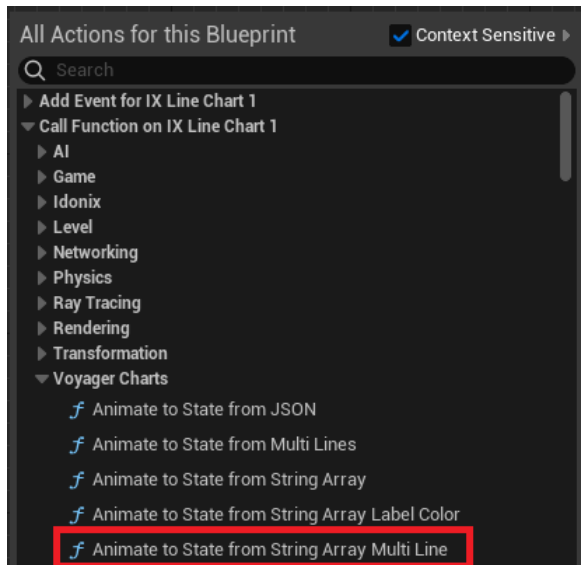 All Actions for this Blueprint
Context Sensitive
Search
Add Event for IX Line Chart 1
Call Function on IX Line Chart 1
AI
Game
Idonix
Level
Networking
Physics
Ray Tracing
Rendering
Transformation
Voyager Charts
f Animate to State from JSON
f Animate to State from Multi Lines
f Animate to State from String Array
f Animate to State from String Array Label Color
f Animate to State from String Array Multi Line